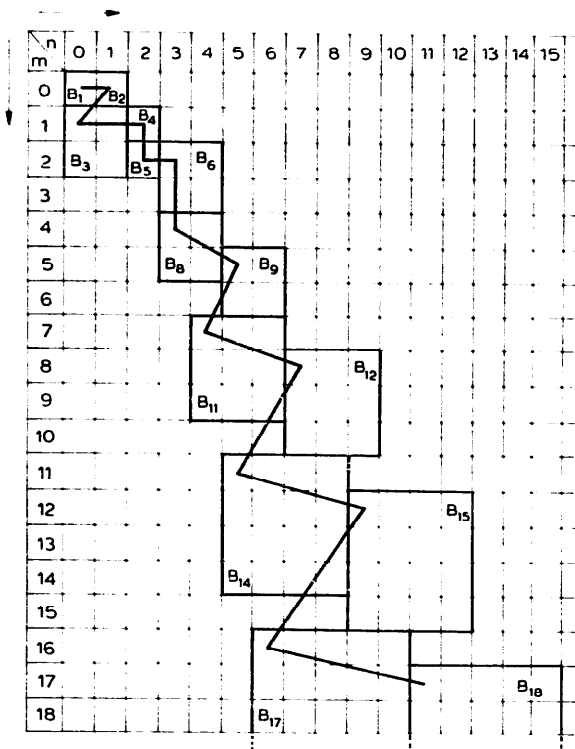 n 0 1 2 3 4 5 6 7 8 9 10 11 12 13 14 15
m
0 B₁ B₂
1 B₄
2 B₃ B₅ B₆
3
4
5 B₈ B₉
6
7
8 B₁₂
9 B₁₁
10
11
12 B₁₅
13
14 B₁₄
15
16
17 B₁₈
18 B₁₇